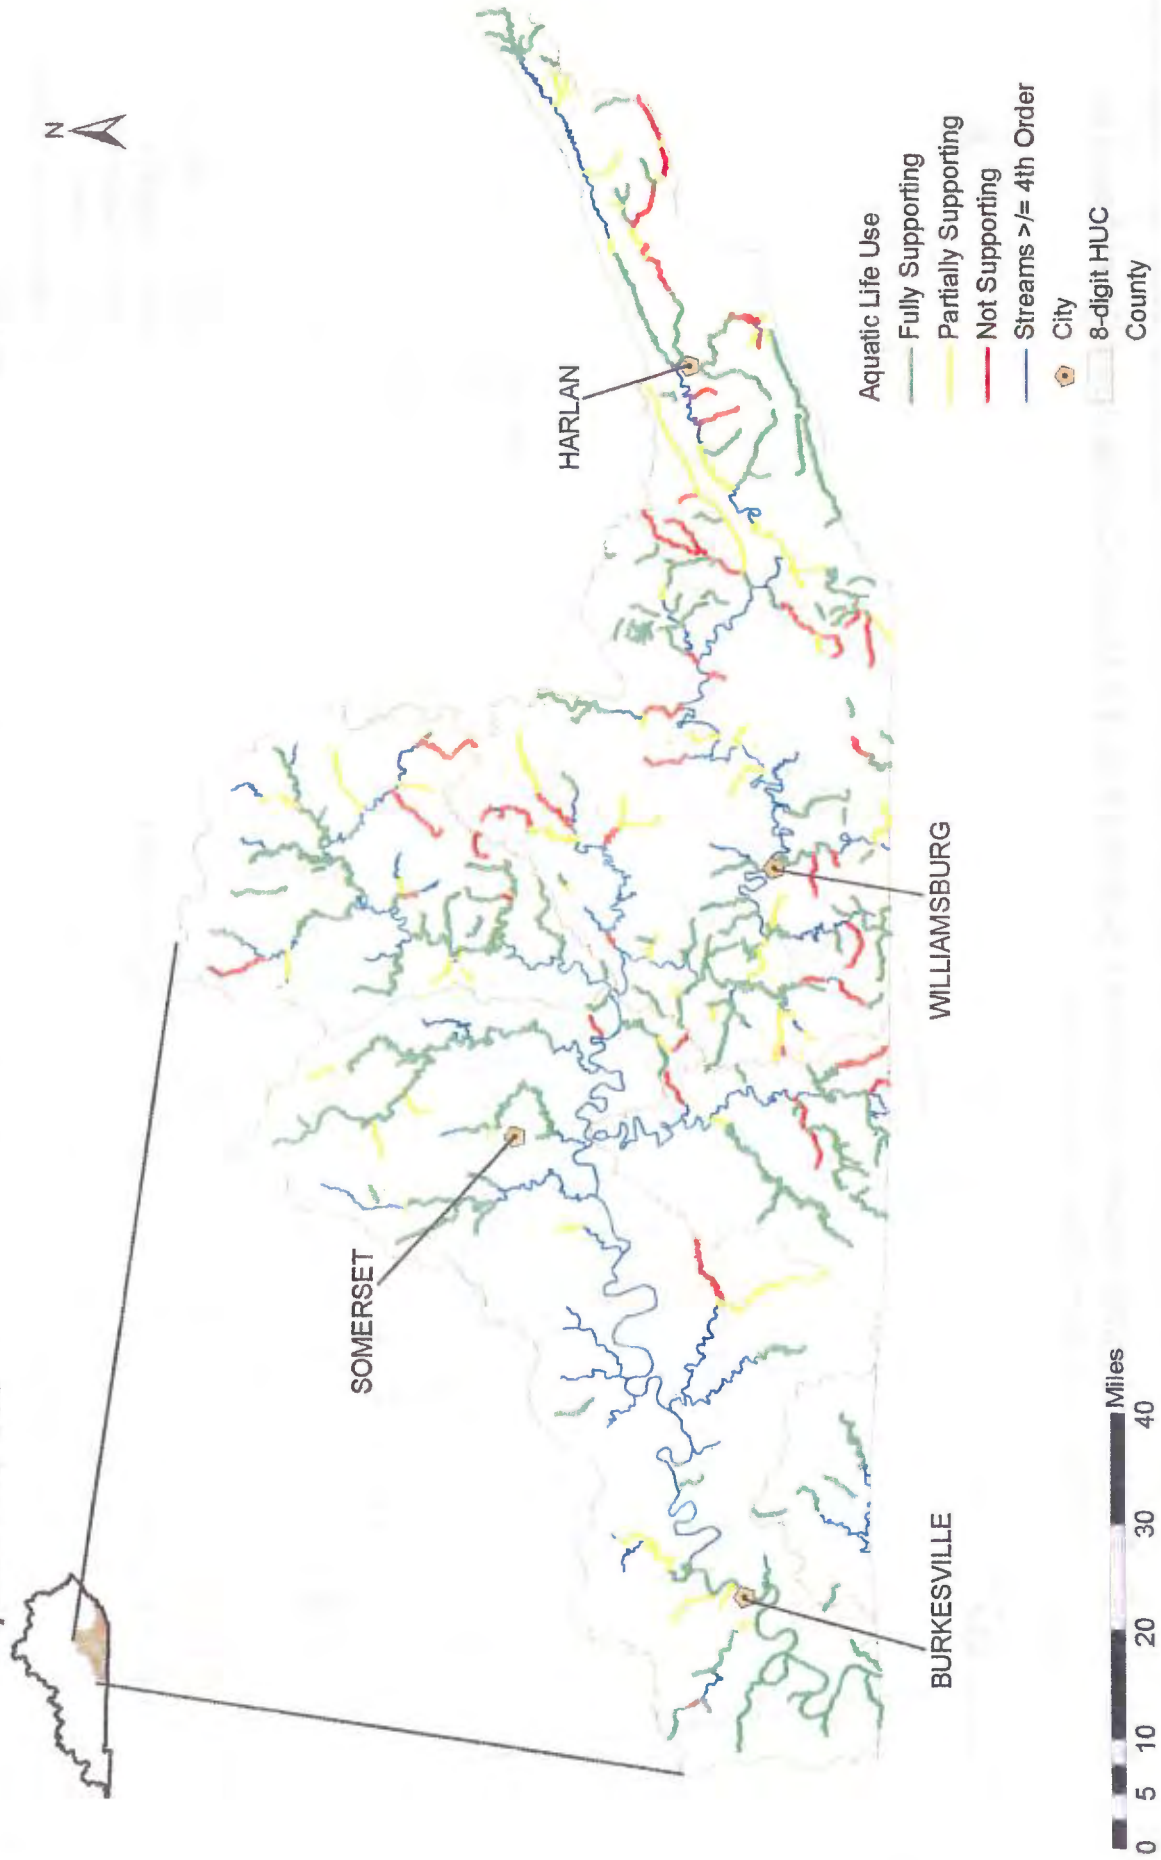 N
HARLAN
SOMERSET
WILLIAMSBURG
BURKESVILLE
Aquatic Life Use
Fully Supporting
Partially Supporting
Not Supporting
Streams >/= 4th Order
City
8-digit HUC
County
0 5 10 20 30 40
Miles